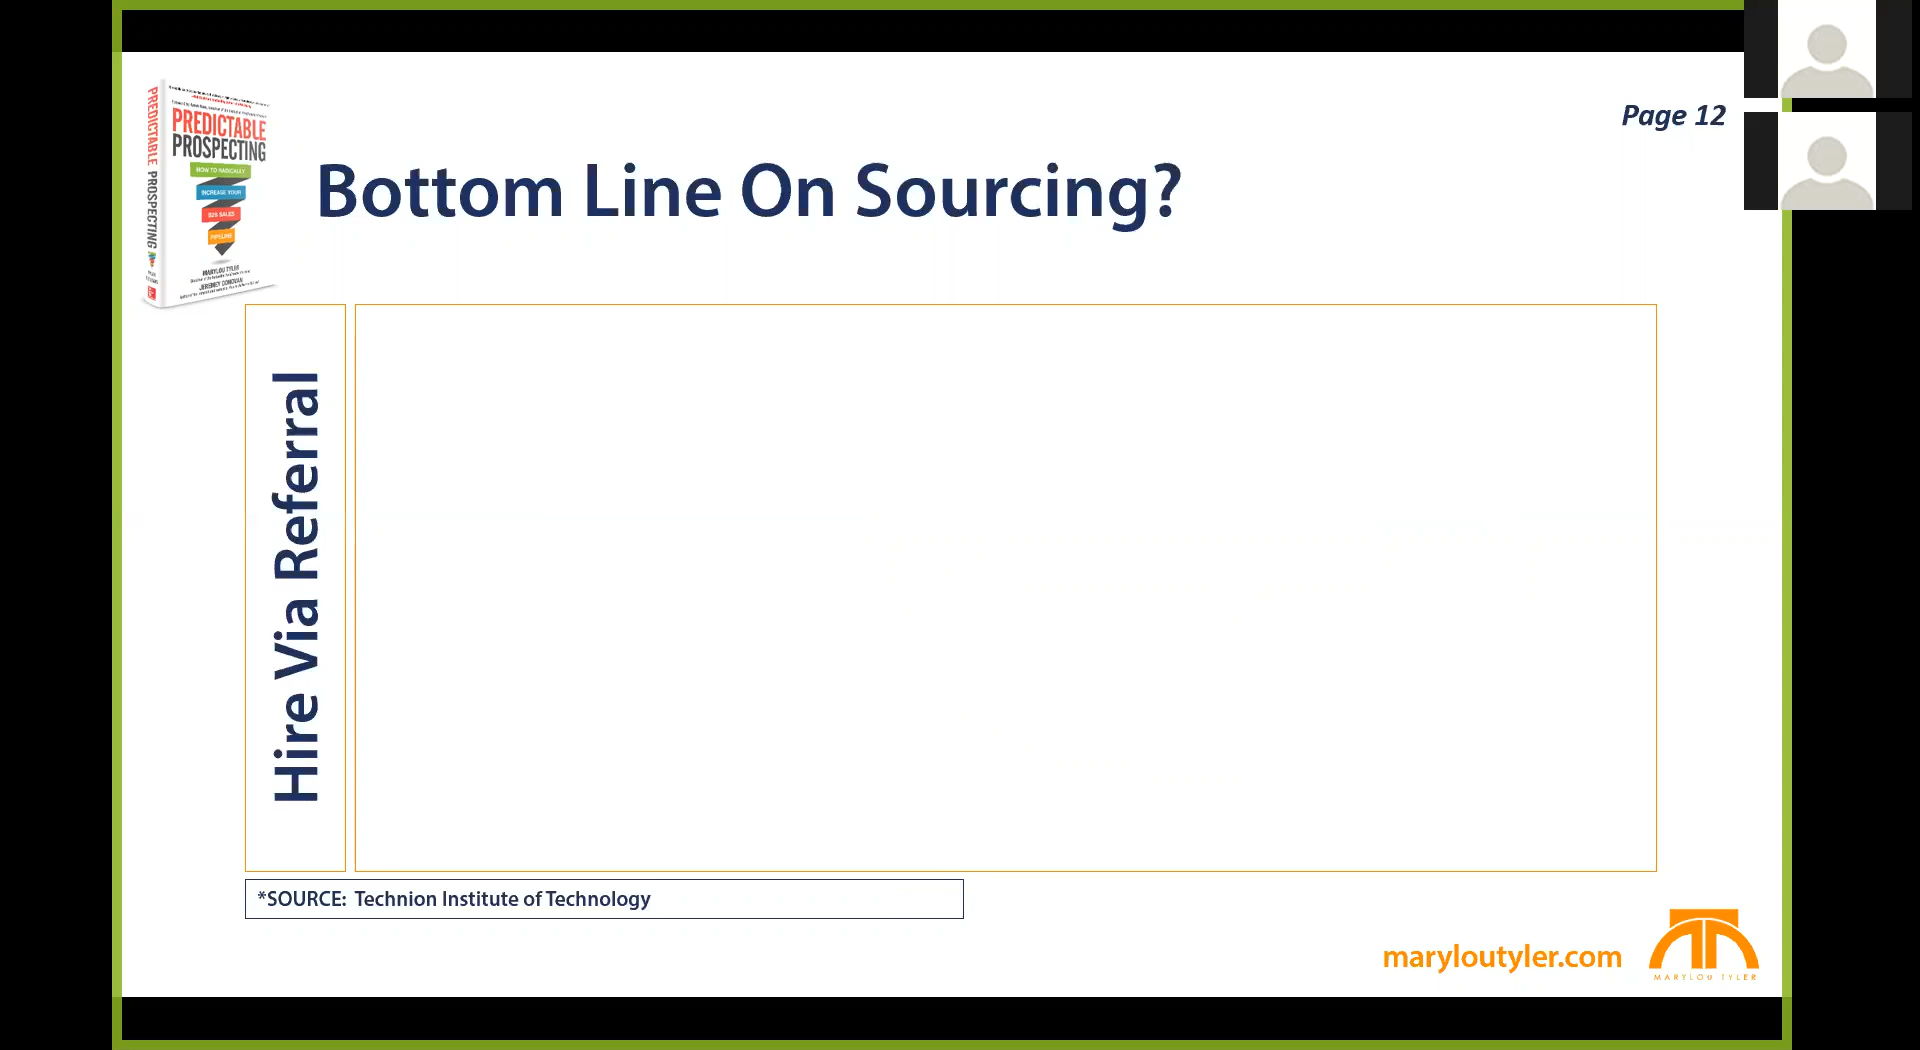 Page 12
Bottom Line On Sourcing?
PREDICTABLE PROSPECTING
PREDICTABLE
PROSPECTING
HOW TO RADICALLY
INCREASE YOUR
B2B SALES
PIPELINE
MARYLOU TYLER
JEREMEY DONOVAN
Hire Via Referral
*SOURCE: Technion Institute of Technology
maryloutyler.com
MARYLOU TYLER